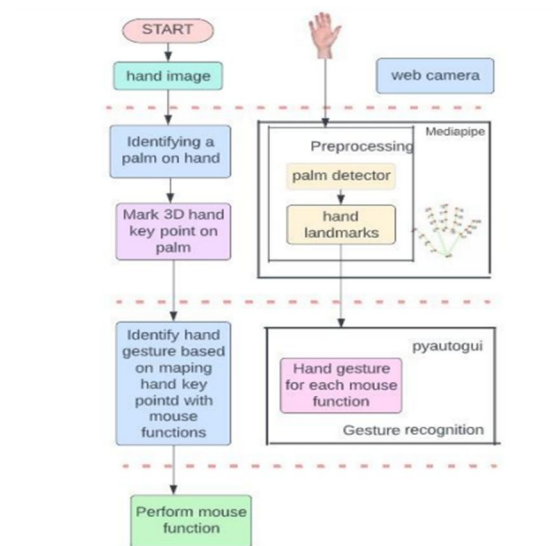 START
hand image
web camera
Identifying a
palm on hand
Mediapipe
Preprocessing
palm detector
hand
landmarks
Mark 3D hand
key point on
palm
Identify hand
gesture based
on maping
hand key
pointd with
mouse
functions
pyautogui
Hand gesture
for each mouse
function
Gesture recognition
Perform mouse
function